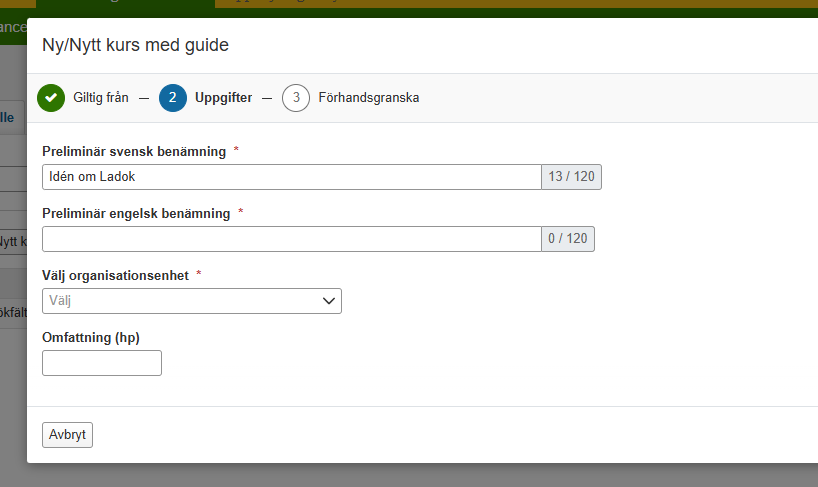 ance
Ny/Nytt kurs med guide
Giltig från — 2 Uppgifter — 3 Förhandsgranska
lle
Preliminär svensk benämning *
Idén om Ladok 13 / 120
Preliminär engelsk benämning *
0 / 120
Nytt k
Välj organisationsenhet *
Välj
ökfält
Omfattning (hp)
Avbryt